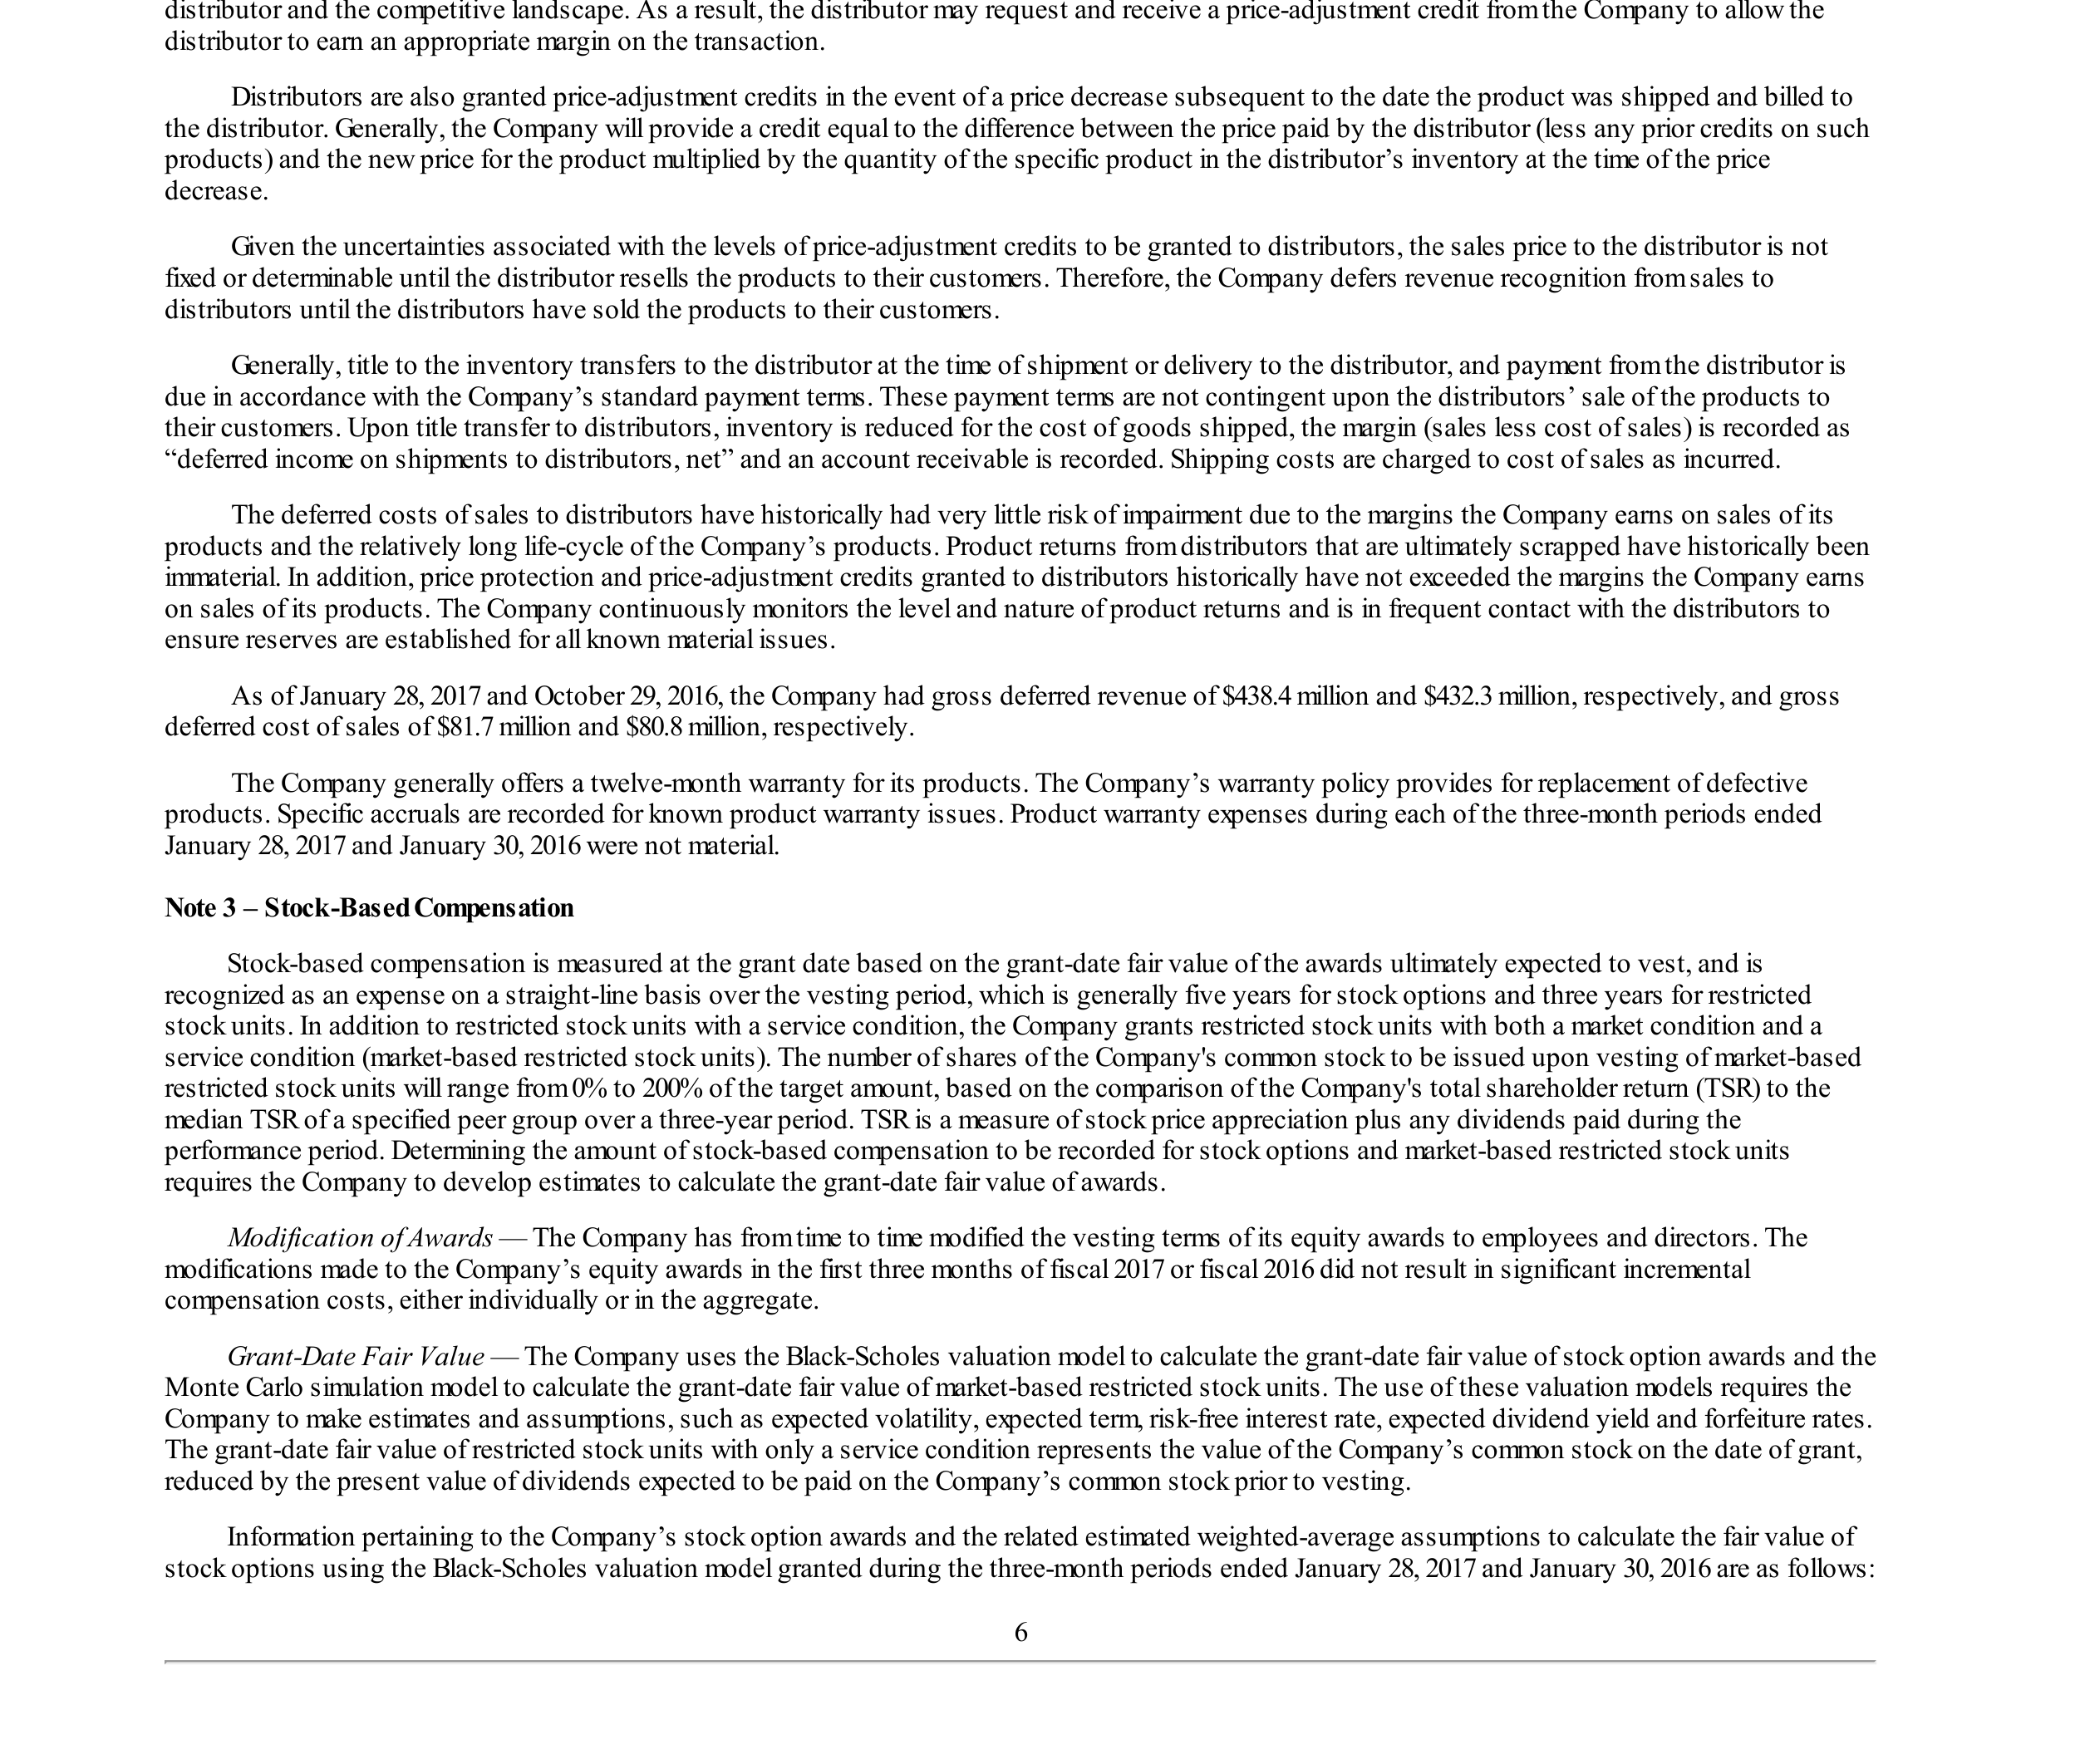 distributor and the competitive landscape. As a result, the distributor may request and receive a price-adjustment credit from the Company to allow the
distributor to earn an appropriate margin on the transaction.
Distributors are also granted price-adjustment credits in the event of a price decrease subsequent to the date the product was shipped and billed to
the distributor. Generally, the Company will provide a credit equal to the difference between the price paid by the distributor (less any prior credits on such
products) and the new price for the product multiplied by the quantity of the specific product in the distributor’s inventory at the time of the price
decrease.
Given the uncertainties associated with the levels of price-adjustment credits to be granted to distributors, the sales price to the distributor is not
fixed or determinable until the distributor resells the products to their customers. Therefore, the Company defers revenue recognition from sales to
distributors until the distributors have sold the products to their customers.
Generally, title to the inventory transfers to the distributor at the time of shipment or delivery to the distributor, and payment from the distributor is
due in accordance with the Company’s standard payment terms. These payment terms are not contingent upon the distributors’ sale of the products to
their customers. Upon title transfer to distributors, inventory is reduced for the cost of goods shipped, the margin (sales less cost of sales) is recorded as
“deferred income on shipments to distributors, net” and an account receivable is recorded. Shipping costs are charged to cost of sales as incurred.
The deferred costs of sales to distributors have historically had very little risk of impairment due to the margins the Company earns on sales of its
products and the relatively long life-cycle of the Company’s products. Product returns from distributors that are ultimately scrapped have historically been
immaterial. In addition, price protection and price-adjustment credits granted to distributors historically have not exceeded the margins the Company earns
on sales of its products. The Company continuously monitors the level and nature of product returns and is in frequent contact with the distributors to
ensure reserves are established for all known material issues.
As of January 28, 2017 and October 29, 2016, the Company had gross deferred revenue of $438.4 million and $432.3 million, respectively, and gross
deferred cost of sales of $81.7 million and $80.8 million, respectively.
The Company generally offers a twelve-month warranty for its products. The Company’s warranty policy provides for replacement of defective
products. Specific accruals are recorded for known product warranty issues. Product warranty expenses during each of the three-month periods ended
January 28, 2017 and January 30, 2016 were not material.
Note 3 – Stock-Based Compensation
Stock-based compensation is measured at the grant date based on the grant-date fair value of the awards ultimately expected to vest, and is
recognized as an expense on a straight-line basis over the vesting period, which is generally five years for stock options and three years for restricted
stock units. In addition to restricted stock units with a service condition, the Company grants restricted stock units with both a market condition and a
service condition (market-based restricted stock units). The number of shares of the Company's common stock to be issued upon vesting of market-based
restricted stock units will range from 0% to 200% of the target amount, based on the comparison of the Company's total shareholder return (TSR) to the
median TSR of a specified peer group over a three-year period. TSR is a measure of stock price appreciation plus any dividends paid during the
performance period. Determining the amount of stock-based compensation to be recorded for stock options and market-based restricted stock units
requires the Company to develop estimates to calculate the grant-date fair value of awards.
Modification of Awards — The Company has from time to time modified the vesting terms of its equity awards to employees and directors. The
modifications made to the Company’s equity awards in the first three months of fiscal 2017 or fiscal 2016 did not result in significant incremental
compensation costs, either individually or in the aggregate.
Grant-Date Fair Value — The Company uses the Black-Scholes valuation model to calculate the grant-date fair value of stock option awards and the
Monte Carlo simulation model to calculate the grant-date fair value of market-based restricted stock units. The use of these valuation models requires the
Company to make estimates and assumptions, such as expected volatility, expected term, risk-free interest rate, expected dividend yield and forfeiture rates.
The grant-date fair value of restricted stock units with only a service condition represents the value of the Company’s common stock on the date of grant,
reduced by the present value of dividends expected to be paid on the Company’s common stock prior to vesting.
Information pertaining to the Company’s stock option awards and the related estimated weighted-average assumptions to calculate the fair value of
stock options using the Black-Scholes valuation model granted during the three-month periods ended January 28, 2017 and January 30, 2016 are as follows:
6